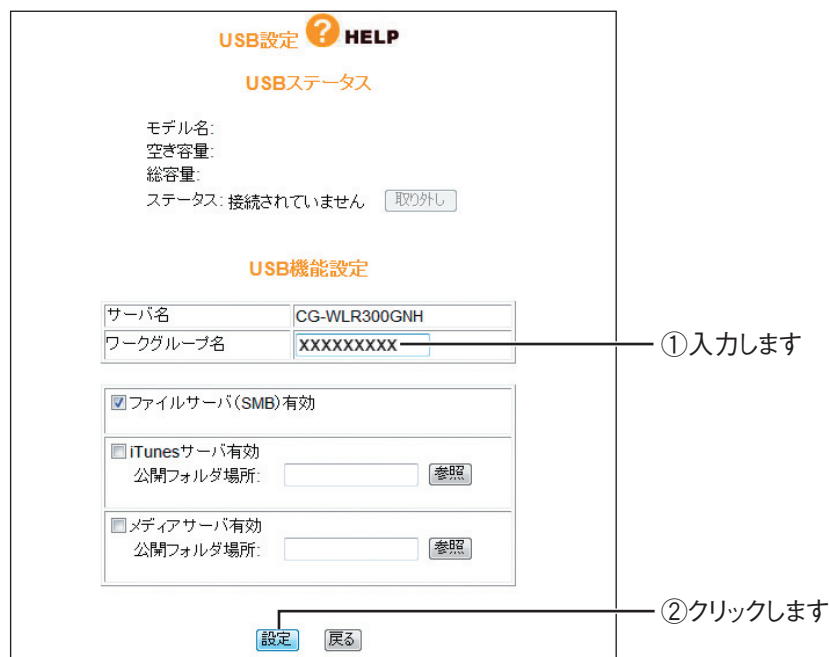 USB設定 ? HELP
USBステータス
モデル名:
空き容量:
総容量:
ステータス: 接続されていません 取り外し
USB機能設定
サーバ名 CG-WLR300GNH
ワークグループ名 XXXXXXXXX ①入力します
ファイルサーバ(SMB)有効
iTunesサーバ有効
公開フォルダ場所: 参照
メディアサーバ有効
公開フォルダ場所: 参照
②クリックします
設定 戻る